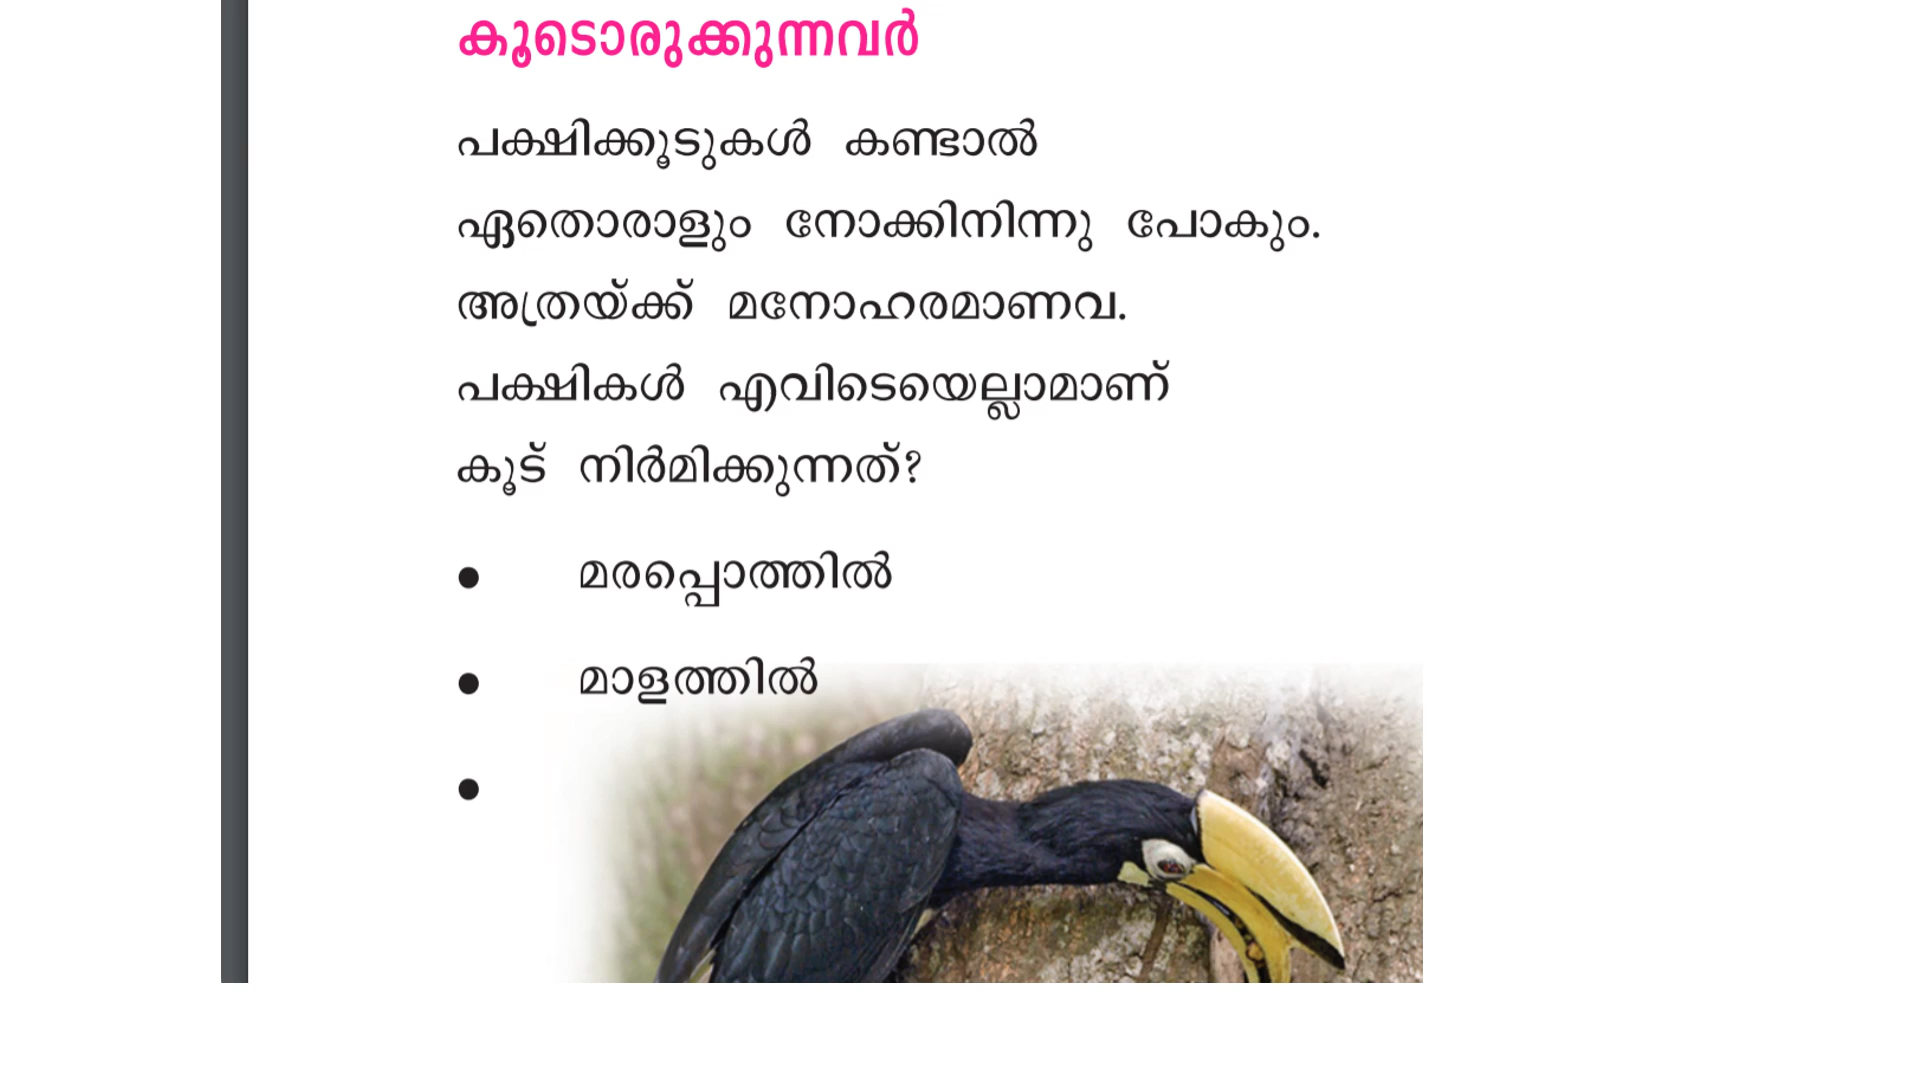 കൂടൊരുക്കുന്നവർ
പക്ഷിക്കൂടുകൾ കണ്ടാൽ
ഏതൊരാളും നോക്കിനിന്നു പോകും.
അത്രയ്ക്ക് മനോഹരമാണവ.
പക്ഷികൾ എവിടെയെല്ലാമാണ്
കൂട് നിർമിക്കുന്നത്?
• മരപ്പൊത്തിൽ
• മാളത്തിൽ
•